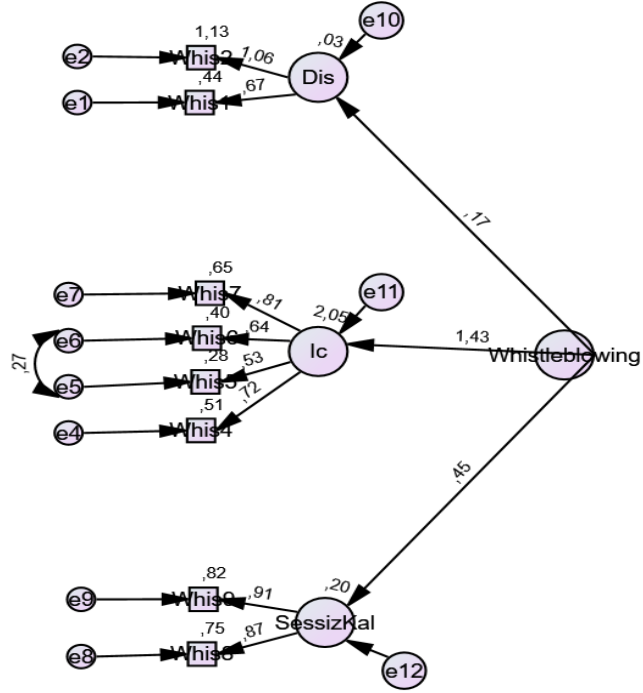 e10
1,13
,03
e2
Whis2
1,06
Dis
,44
e1
Whis1
,67
,17
,65
e7
Whis7
,81
e11
,40
2,05
e6
Whis6
,64
1,43
,27
,28
Ic
Whistleblowing
e5
Whis5
,53
,72
,51
e4
Whis4
,45
,82
,20
e9
Whis9
,91
,75
SessizKal
e8
Whis8
,87
e12